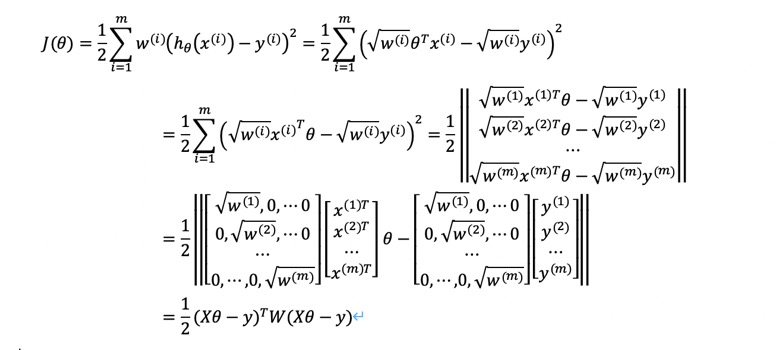 J(θ) = 1/2 ∑_{i=1}^{m} w^{(i)}(h_θ(x^{(i)}) − y^{(i)})^2 = 1/2 ∑_{i=1}^{m} (√w^{(i)}θ^T x^{(i)} − √w^{(i)}y^{(i)})^2
= 1/2 ∑_{i=1}^{m} (√w^{(i)}x^{(i)^T}θ − √w^{(i)}y^{(i)})^2 = 1/2 ‖
√w^{(1)}x^{(1)T}θ − √w^{(1)}y^{(1)}
√w^{(2)}x^{(2)T}θ − √w^{(2)}y^{(2)}
...
√w^{(m)}x^{(m)T}θ − √w^{(m)}y^{(m)} ‖
= 1/2 ‖ [
√w^{(1)}, 0, ⋯ 0
0, √w^{(2)}, ⋯ 0
...
0, ⋯, 0, √w^{(m)} ] [
x^{(1)T}
x^{(2)T}
...
x^{(m)T} ] θ − [
√w^{(1)}, 0, ⋯ 0
0, √w^{(2)}, ⋯ 0
...
0, ⋯, 0, √w^{(m)} ] [
y^{(1)}
y^{(2)}
...
y^{(m)} ] ‖
= 1/2 (Xθ − y)^T W(Xθ − y)↵